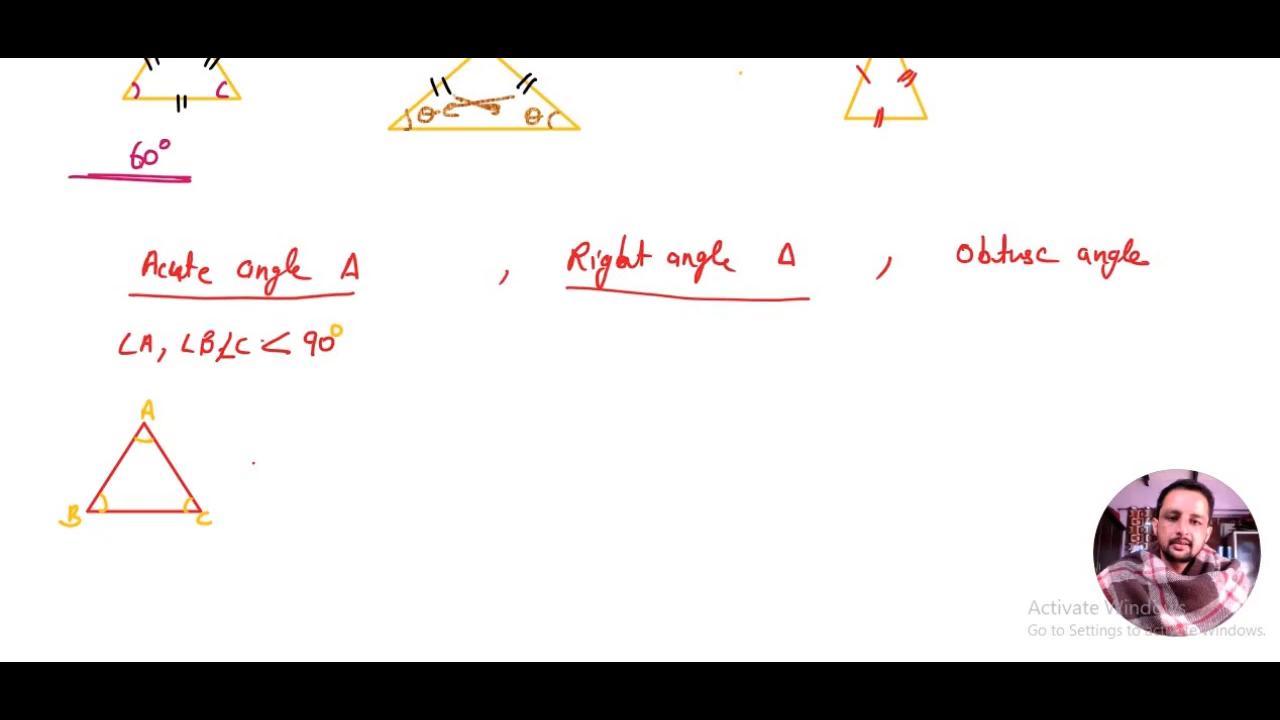 θ θ
60°
Acute angle Δ , Right angle Δ , Obtuse angle
∠A, ∠B, ∠C < 90°
A
B C
Activate Windows
Go to Settings to activate Windows.